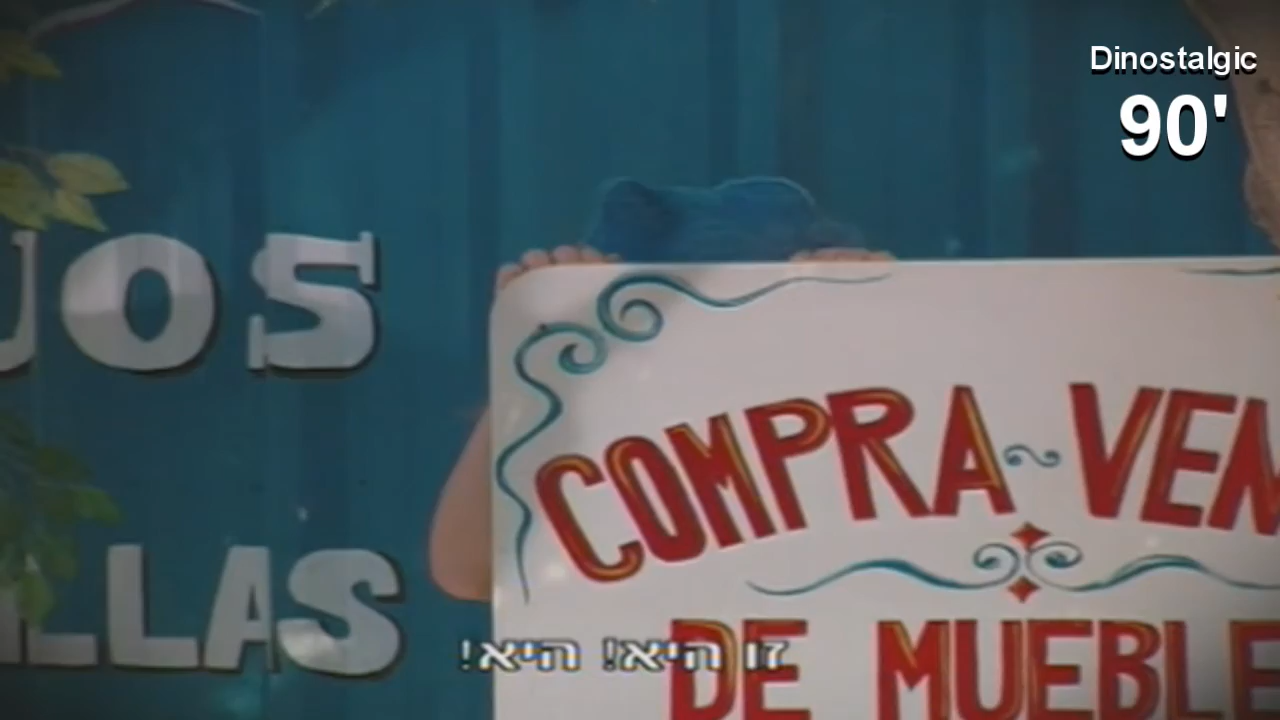 Dinostalgic
90'
JOS
LLAS
COMPRA~VEN
DE MUEBLE
זו היא! היא!